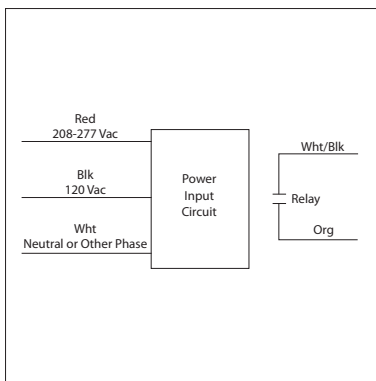 Red
208-277 Vac
Blk
120 Vac
Wht
Neutral or Other Phase
Power
Input
Circuit
Wht/Blk
Relay
Org